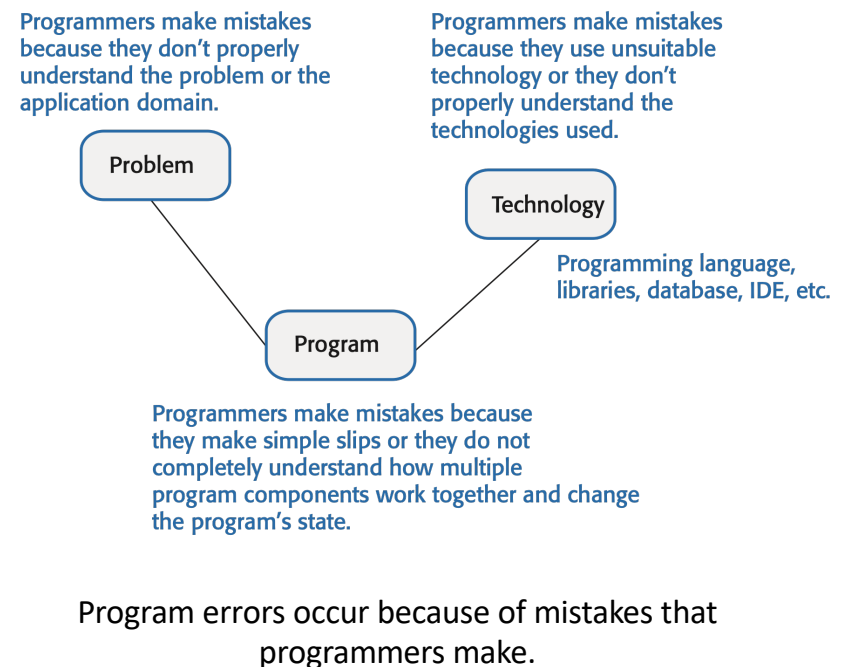 Programmers make mistakes
because they don’t properly
understand the problem or the
application domain.
Programmers make mistakes
because they use unsuitable
technology or they don’t
properly understand the
technologies used.
Problem
Technology
Programming language,
libraries, database, IDE, etc.
Program
Programmers make mistakes because
they make simple slips or they do not
completely understand how multiple
program components work together and change
the program’s state.
Program errors occur because of mistakes that
programmers make.